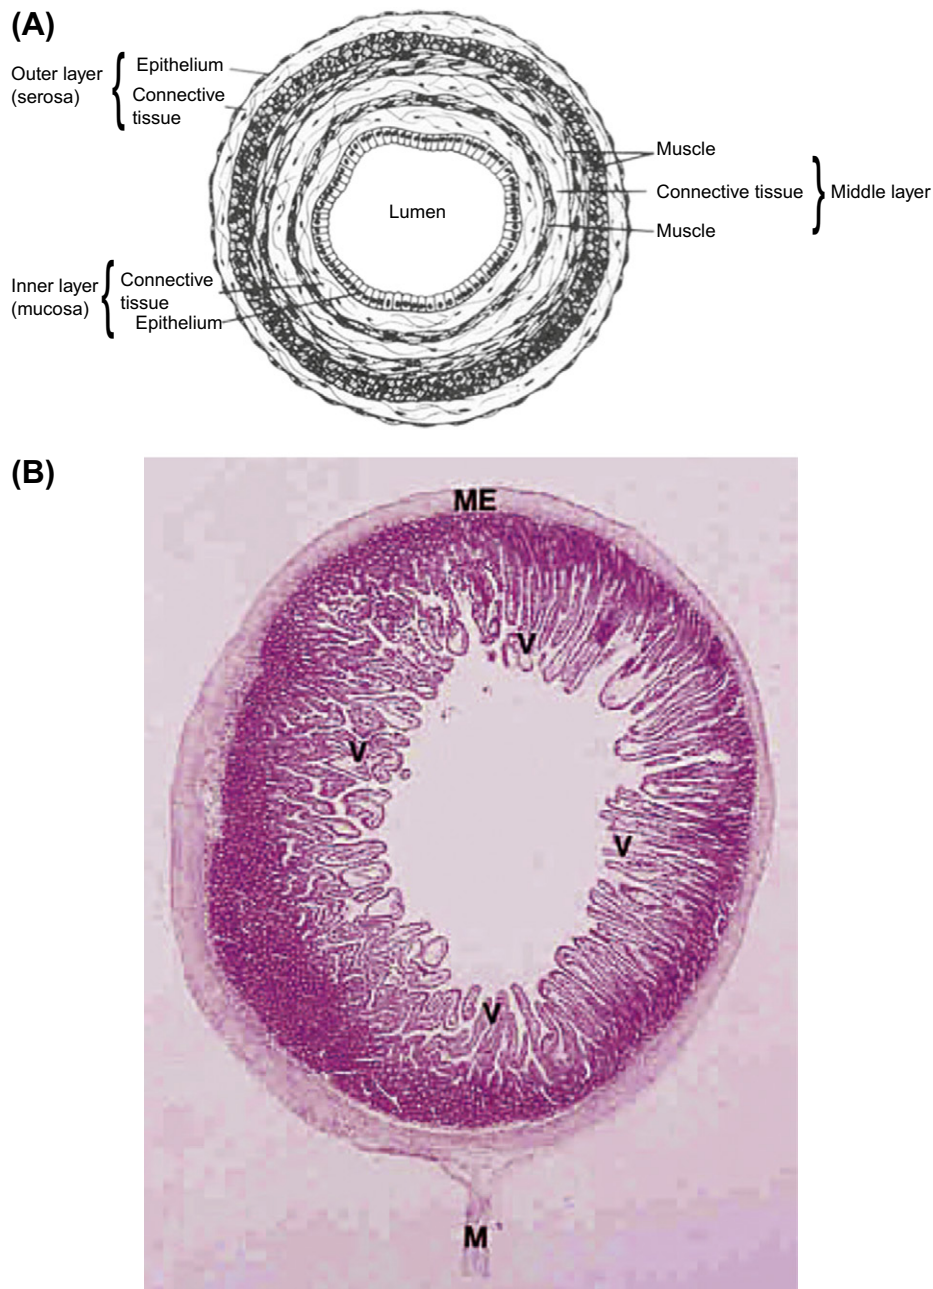 (A)
Outer layer
(serosa)
Epithelium
Connective
tissue
Muscle
Connective tissue
Middle layer
Muscle
Lumen
Inner layer
(mucosa)
Connective
tissue
Epithelium
(B)
ME
V
V
V
V
M